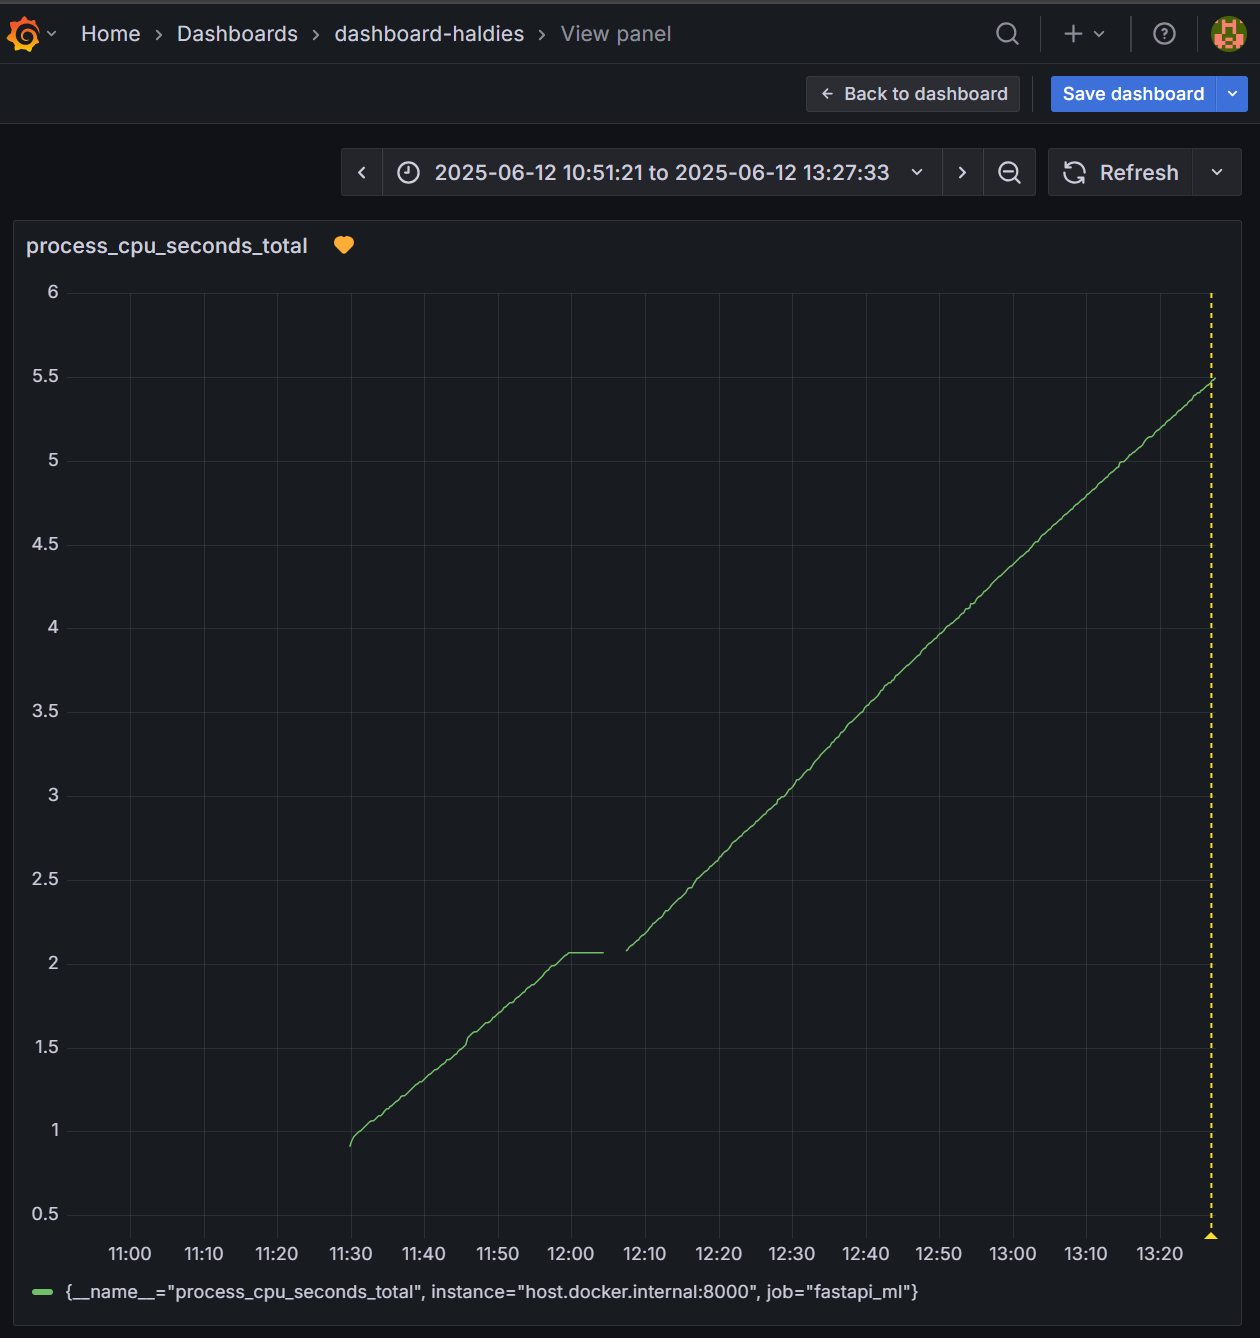 Home › Dashboards › dashboard-haldies › View panel
← Back to dashboard
Save dashboard
2025-06-12 10:51:21 to 2025-06-12 13:27:33
Refresh
process_cpu_seconds_total
6
5.5
5
4.5
4
3.5
3
2.5
2
1.5
1
0.5
11:00 11:10 11:20 11:30 11:40 11:50 12:00 12:10 12:20 12:30 12:40 12:50 13:00 13:10 13:20
{__name__="process_cpu_seconds_total", instance="host.docker.internal:8000", job="fastapi_ml"}